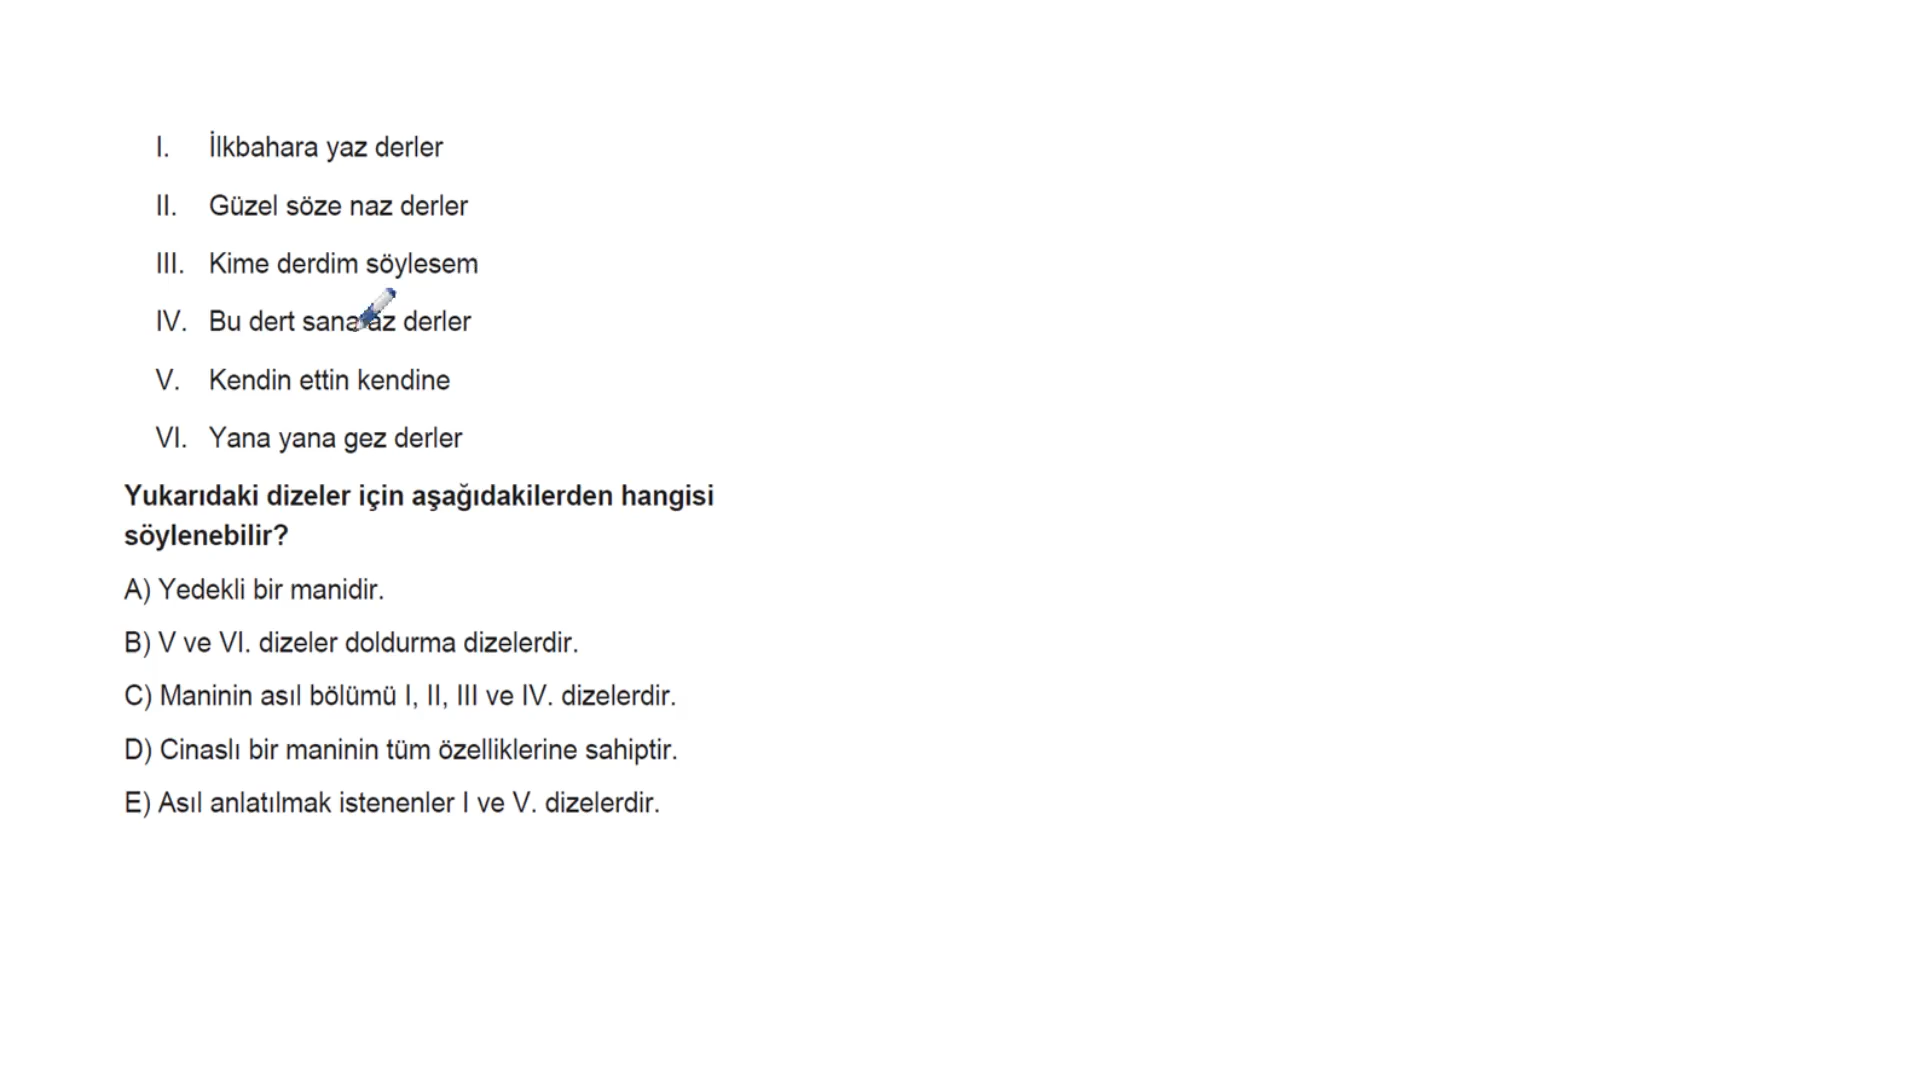 I. İlkbahara yaz derler
II. Güzel söze naz derler
III. Kime derdim söylesem
IV. Bu dert sana az derler
V. Kendin ettin kendine
VI. Yana yana gez derler
Yukarıdaki dizeler için aşağıdakilerden hangisi
söylenebilir?
A) Yedekli bir manidir.
B) V ve VI. dizeler doldurma dizelerdir.
C) Maninin asıl bölümü I, II, III ve IV. dizelerdir.
D) Cinaslı bir maninin tüm özelliklerine sahiptir.
E) Asıl anlatılmak istenenler I ve V. dizelerdir.